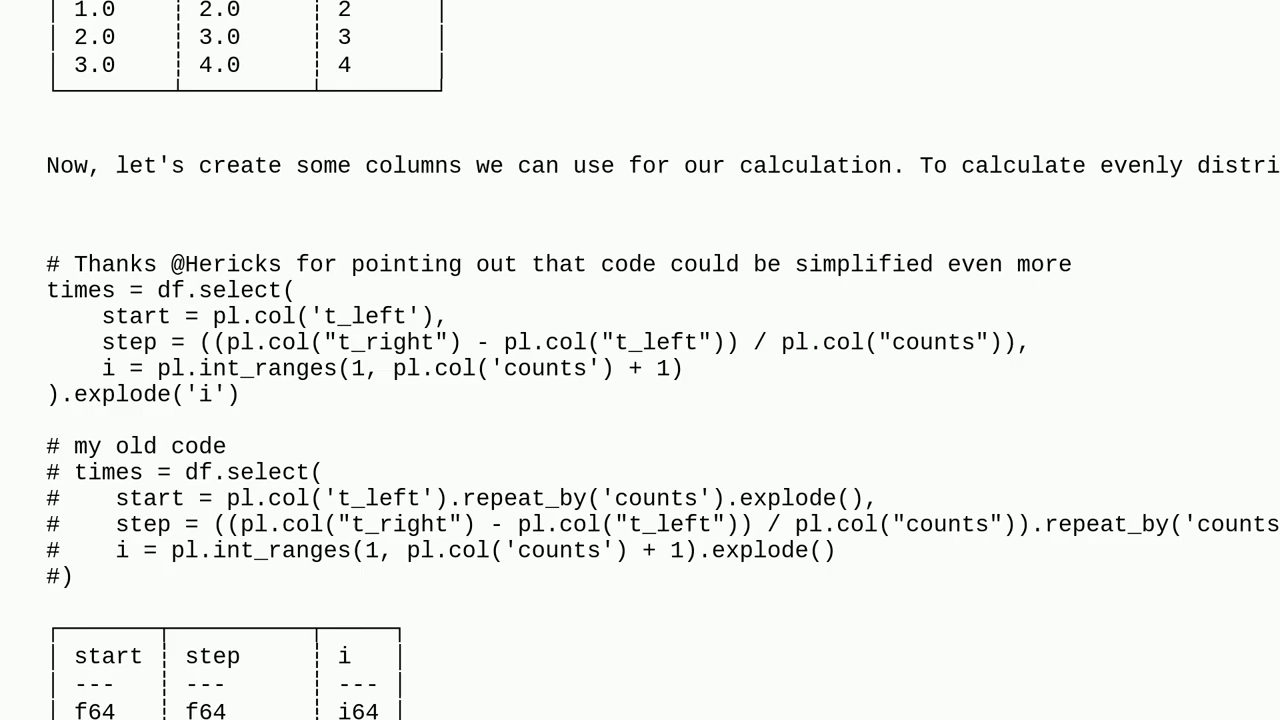 1.0 2.0 2
2.0 3.0 3
3.0 4.0 4
Now, let's create some columns we can use for our calculation. To calculate evenly distri
# Thanks @Hericks for pointing out that code could be simplified even more
times = df.select(
    start = pl.col('t_left'),
    step = ((pl.col("t_right") - pl.col("t_left")) / pl.col("counts")),
    i = pl.int_ranges(1, pl.col('counts') + 1)
).explode('i')
# my old code
# times = df.select(
#    start = pl.col('t_left').repeat_by('counts').explode(),
#    step = ((pl.col("t_right") - pl.col("t_left")) / pl.col("counts")).repeat_by('counts
#    i = pl.int_ranges(1, pl.col('counts') + 1).explode()
#)
start step i
--- --- ---
f64 f64 i64